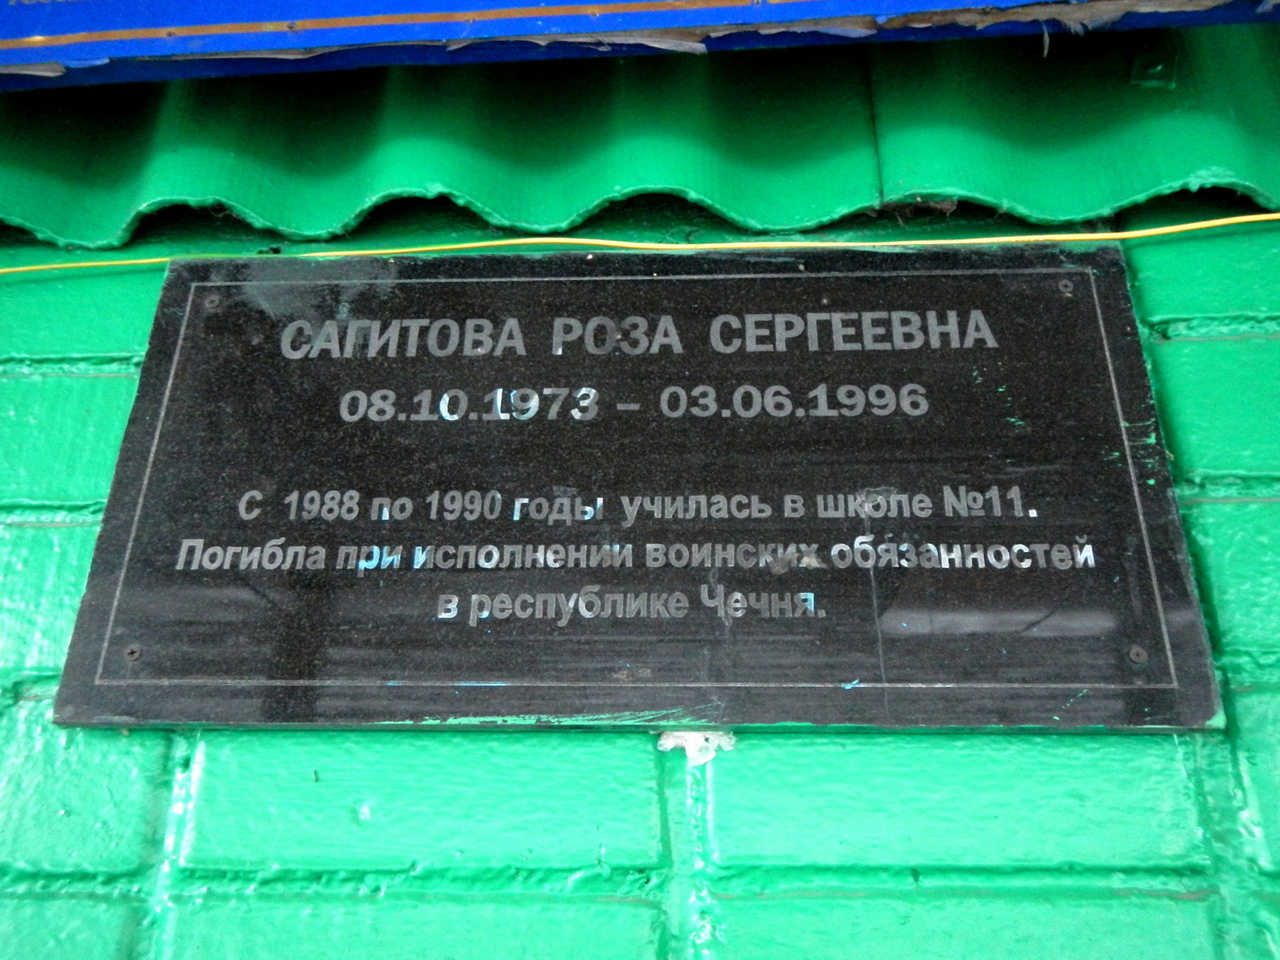 САГИТОВА РОЗА СЕРГЕЕВНА
08.10.1973 – 03.06.1996
С 1988 по 1990 годы училась в школе №11.
Погибла при исполнении воинских обязанностей
в республике Чечня.